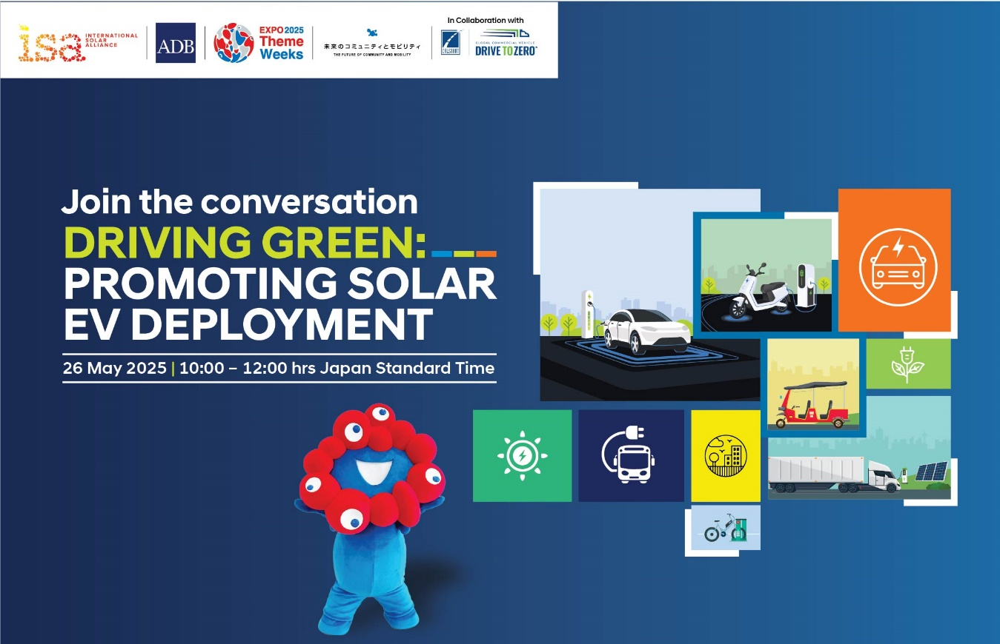 isa INTERNATIONAL
SOLAR
ALLIANCE
ADB
EXPO2025
Theme
Weeks
未来のコミュニティとモビリティ
THE FUTURE OF COMMUNITY AND MOBILITY
In Collaboration with
CALSTART
GLOBAL COMMERCIAL VEHICLE
DRIVE TO ZERO
Join the conversation
DRIVING GREEN:
PROMOTING SOLAR
EV DEPLOYMENT
26 May 2025 | 10:00 – 12:00 hrs Japan Standard Time